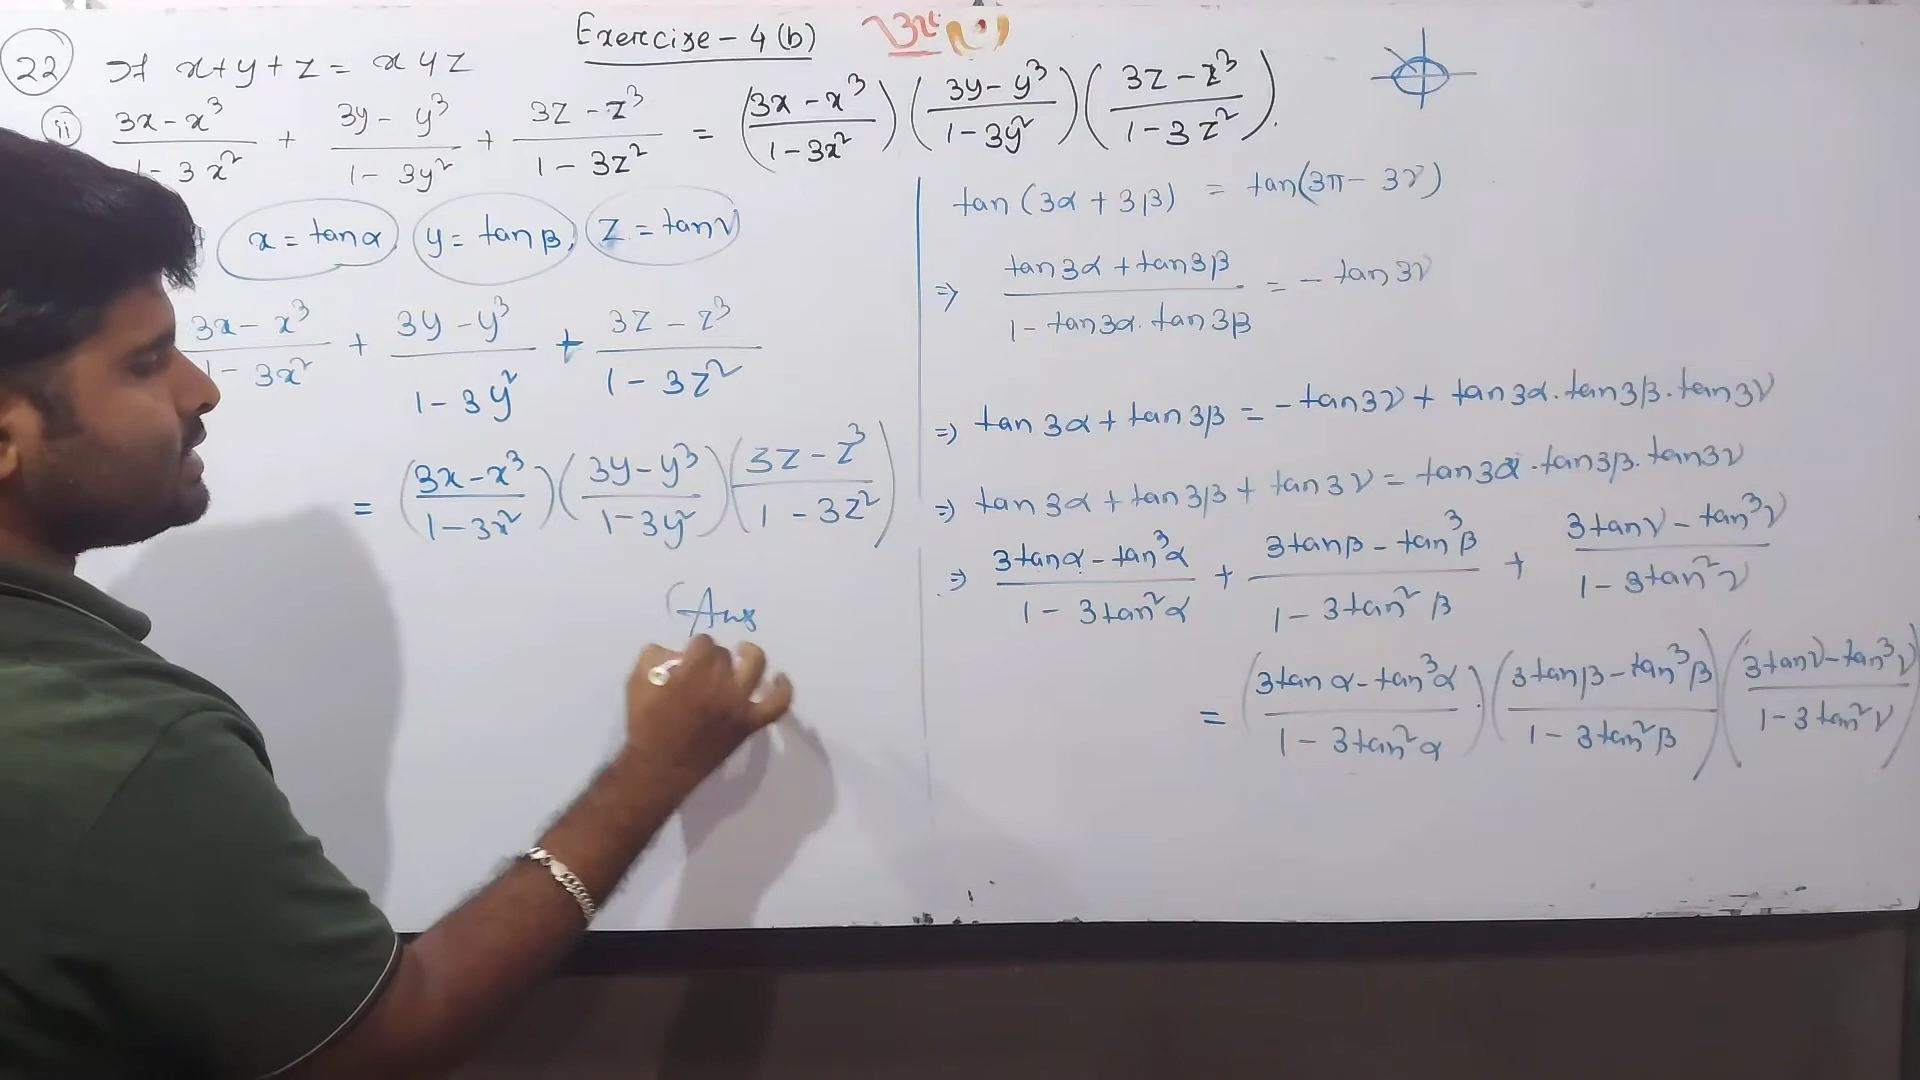 Exercise - 4 (b)
22 If x + y + z = x y z
ii (3x - x³)/(1 - 3x²) + (3y - y³)/(1 - 3y²) + (3z - z³)/(1 - 3z²) = ((3x - x³)/(1 - 3x²)) ((3y - y³)/(1 - 3y²)) ((3z - z³)/(1 - 3z²)).
x = tanα, y = tanβ, z = tanγ
(3x - x³)/(1 - 3x²) + (3y - y³)/(1 - 3y²) + (3z - z³)/(1 - 3z²)
= ((3x - x³)/(1 - 3x²)) ((3y - y³)/(1 - 3y²)) ((3z - z³)/(1 - 3z²))
(Ans
tan(3α + 3β) = tan(3π - 3γ)
⇒ (tan3α + tan3β)/(1 - tan3α. tan3β) = - tan3γ
⇒ tan3α + tan3β = - tan3γ + tan3α. tan3β. tan3γ
⇒ tan3α + tan3β + tan3γ = tan3α. tan3β. tan3γ
⇒ (3tanα - tan³α)/(1 - 3tan²α) + (3tanβ - tan³β)/(1 - 3tan²β) + (3tanγ - tan³γ)/(1 - 3tan²γ)
= ((3tanα - tan³α)/(1 - 3tan²α)). ((3tanβ - tan³β)/(1 - 3tan²β)) ((3tanγ - tan³γ)/(1 - 3tan²γ))